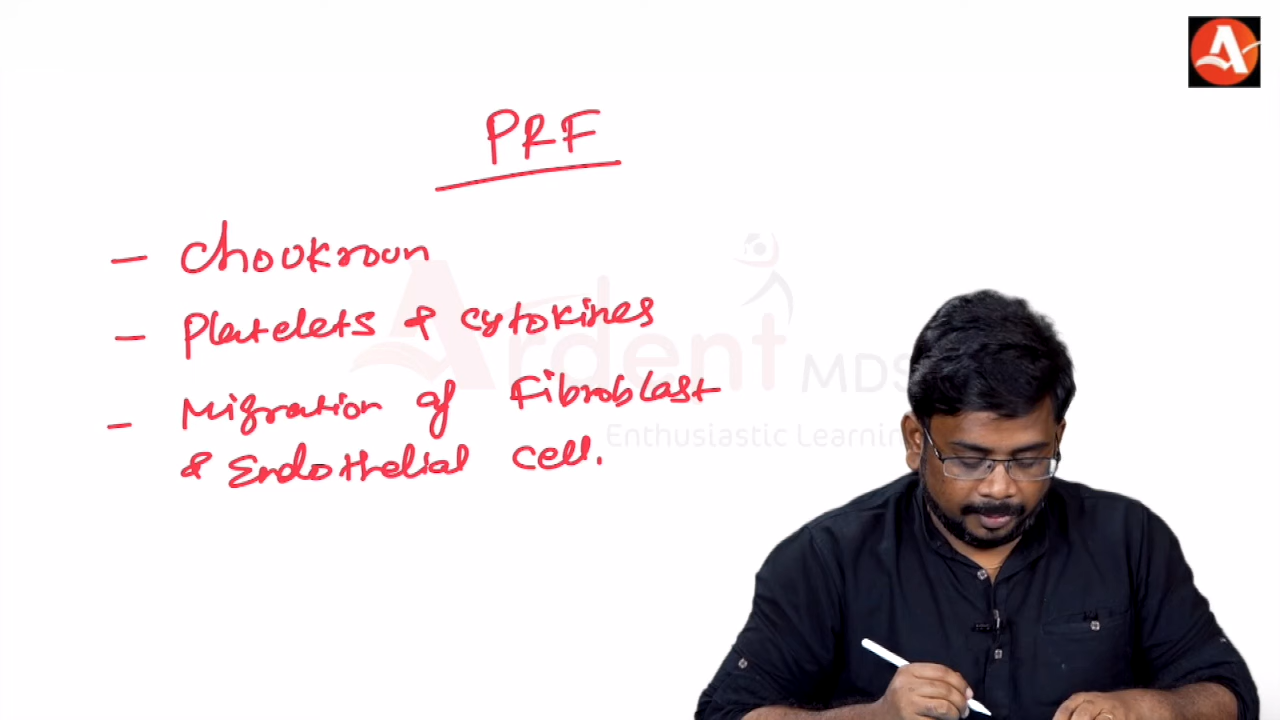 PRF
- Choukroun
- Platelets & cytokines
- Migration of Fibroblast
& Endothelial cell.
Ardent MDS
Enthusiastic Learning